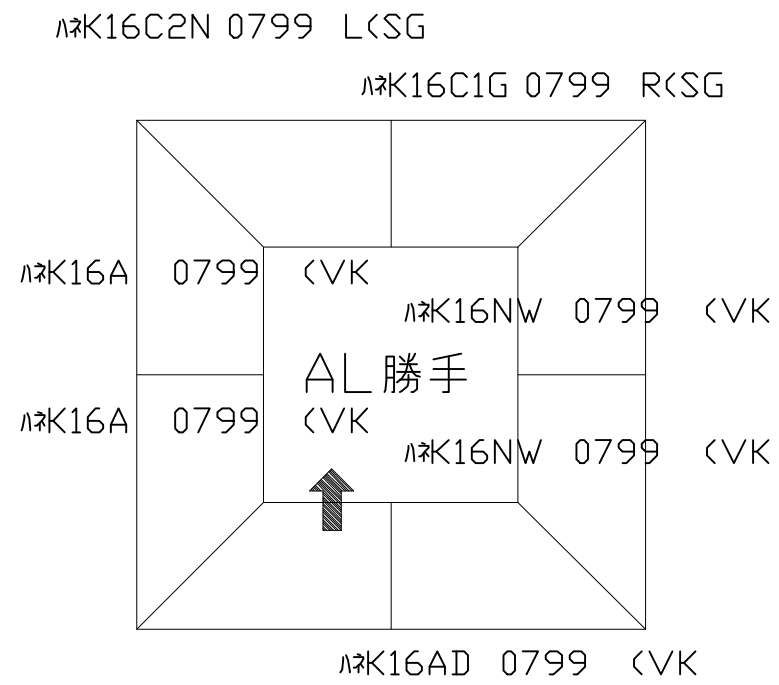 ﾊﾈK16C2N 0799 L(SG
ﾊﾈK16C1G 0799 R(SG
ﾊﾈK16A 0799 (VK
ﾊﾈK16NW 0799 (VK
AL勝手
ﾊﾈK16A 0799 (VK
ﾊﾈK16NW 0799 (VK
ﾊﾈK16AD 0799 (VK